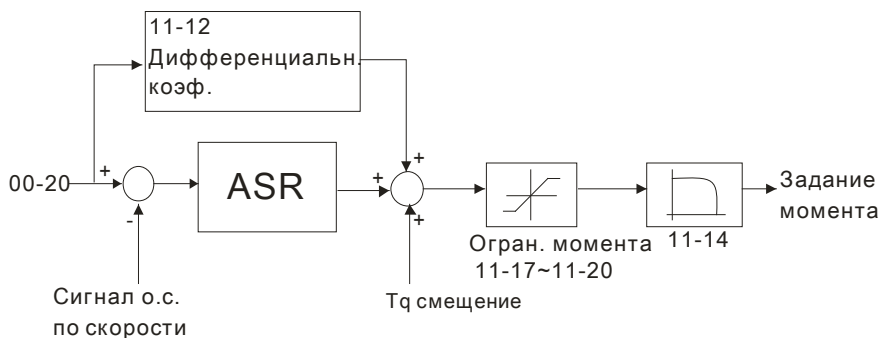 11-12
Дифференциальн.
коэф.
00-20
+
-
ASR
+
+
+
Сигнал о.с.
по скорости
Tq смещение
Огран. момента
11-17~11-20
11-14
Задание
момента